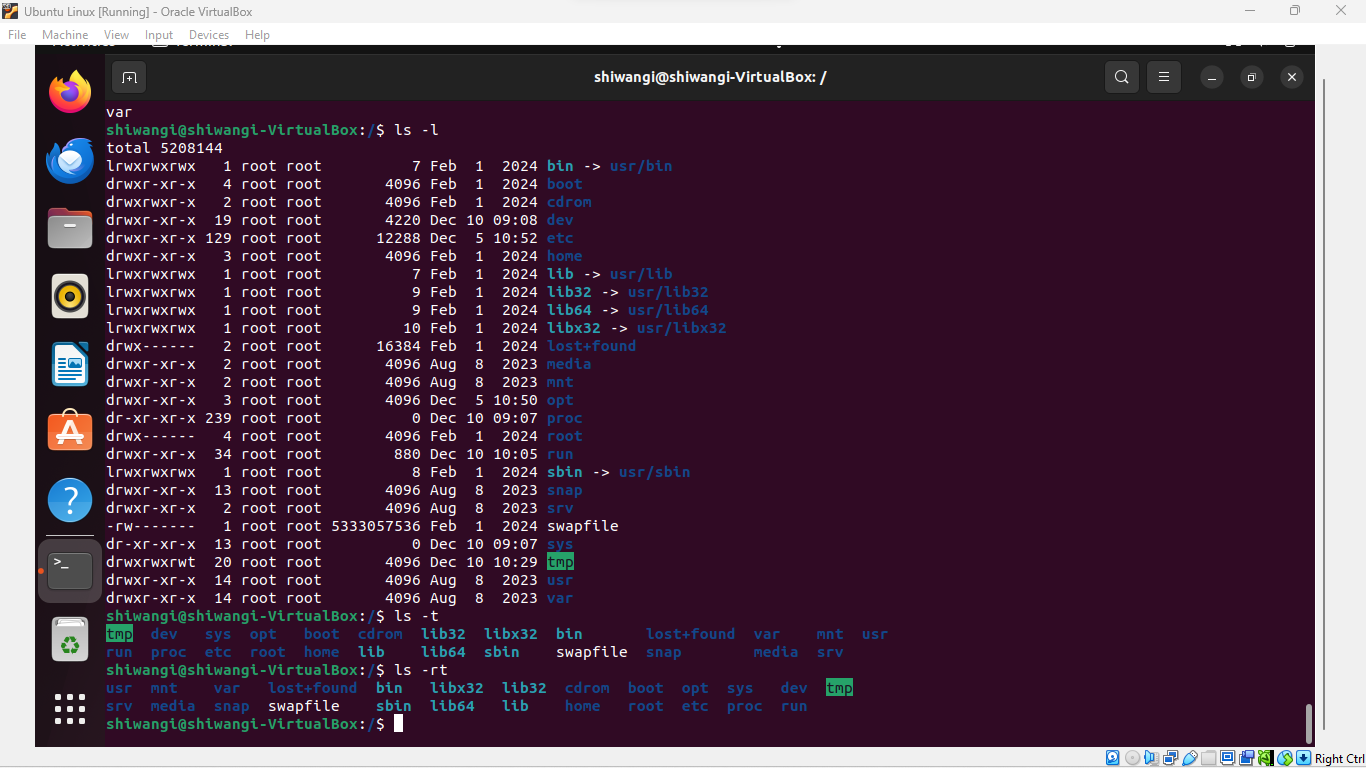 Ubuntu Linux [Running] - Oracle VirtualBox
File Machine View Input Devices Help
shiwangi@shiwangi-VirtualBox: /
var
shiwangi@shiwangi-VirtualBox:/$ ls -l
total 5208144
lrwxrwxrwx   1 root root          7 Feb  1  2024 bin -> usr/bin
drwxr-xr-x   4 root root       4096 Feb  1  2024 boot
drwxrwxr-x   2 root root       4096 Feb  1  2024 cdrom
drwxr-xr-x  19 root root       4220 Dec 10 09:08 dev
drwxr-xr-x 129 root root      12288 Dec  5 10:52 etc
drwxr-xr-x   3 root root       4096 Feb  1  2024 home
lrwxrwxrwx   1 root root          7 Feb  1  2024 lib -> usr/lib
lrwxrwxrwx   1 root root          9 Feb  1  2024 lib32 -> usr/lib32
lrwxrwxrwx   1 root root          9 Feb  1  2024 lib64 -> usr/lib64
lrwxrwxrwx   1 root root         10 Feb  1  2024 libx32 -> usr/libx32
drwx------   2 root root      16384 Feb  1  2024 lost+found
drwxr-xr-x   2 root root       4096 Aug  8  2023 media
drwxr-xr-x   2 root root       4096 Aug  8  2023 mnt
drwxr-xr-x   3 root root       4096 Dec  5 10:50 opt
dr-xr-xr-x 239 root root          0 Dec 10 09:07 proc
drwx------   4 root root       4096 Feb  1  2024 root
drwxr-xr-x  34 root root        880 Dec 10 10:05 run
lrwxrwxrwx   1 root root          8 Feb  1  2024 sbin -> usr/sbin
drwxr-xr-x  13 root root       4096 Aug  8  2023 snap
drwxr-xr-x   2 root root       4096 Aug  8  2023 srv
-rw-------   1 root root 5333057536 Feb  1  2024 swapfile
dr-xr-xr-x  13 root root          0 Dec 10 09:07 sys
drwxrwxrwt  20 root root       4096 Dec 10 10:29 tmp
drwxr-xr-x  14 root root       4096 Aug  8  2023 usr
drwxr-xr-x  14 root root       4096 Aug  8  2023 var
shiwangi@shiwangi-VirtualBox:/$ ls -t
tmp  dev   sys  opt   boot  cdrom  lib32  libx32  bin       lost+found  var    mnt  usr
run  proc  etc  root  home  lib    lib64  sbin    swapfile  snap        media  srv
shiwangi@shiwangi-VirtualBox:/$ ls -rt
usr  mnt    var   lost+found  bin   libx32  lib32  cdrom  boot  opt  sys   dev  tmp
srv  media  snap  swapfile    sbin  lib64   lib    home   root  etc  proc  run
shiwangi@shiwangi-VirtualBox:/$
Right Ctrl